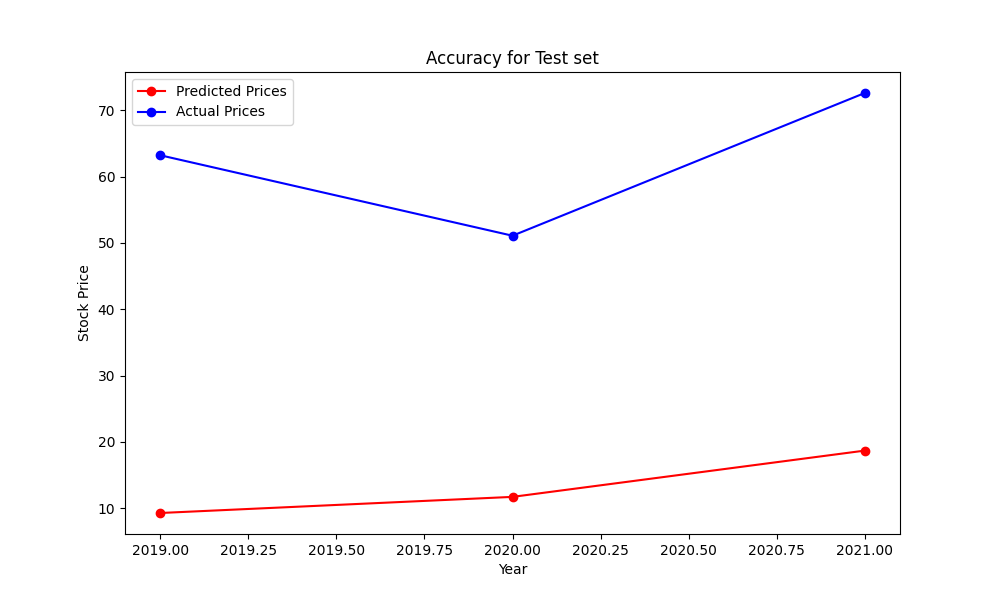 Accuracy for Test set
Predicted Prices
Actual Prices
Stock Price
70
60
50
40
30
20
10
2019.00 2019.25 2019.50 2019.75 2020.00 2020.25 2020.50 2020.75 2021.00
Year